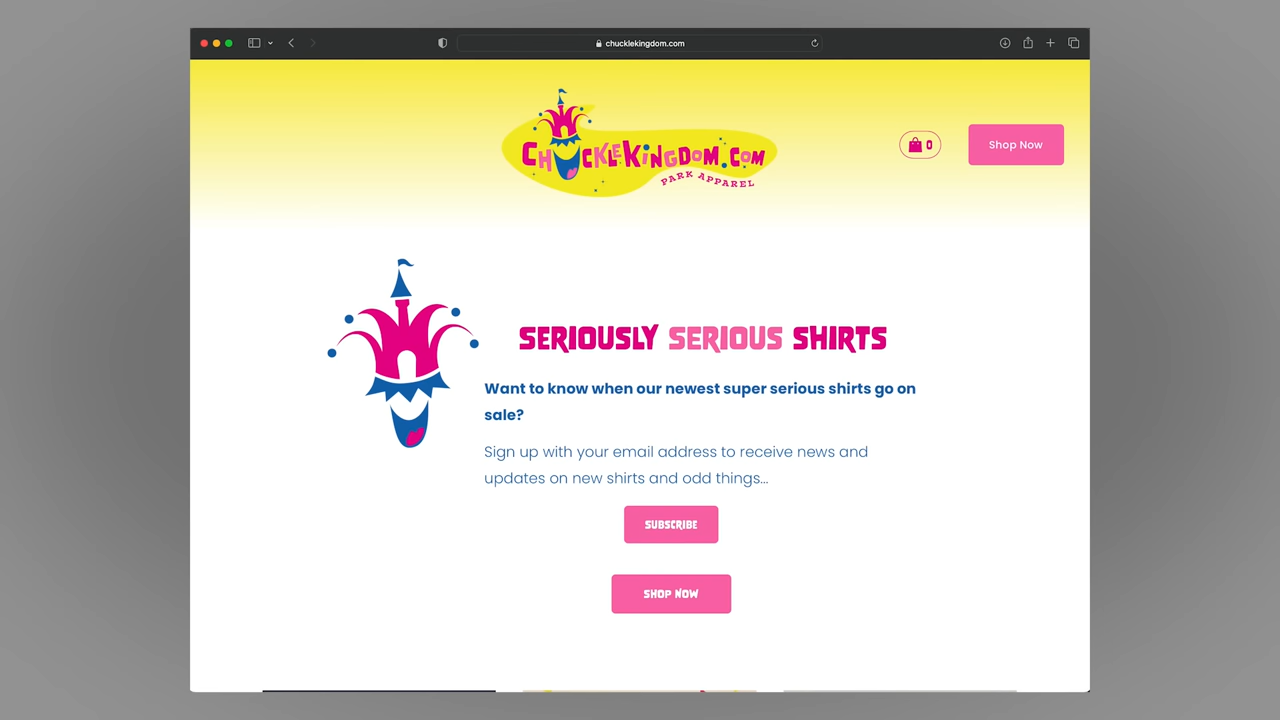 chucklekingdom.com
CHUCKLEKINGDOM.COM
PARK APPAREL
0
Shop Now
SERIOUSLY SERIOUS SHIRTS
Want to know when our newest super serious shirts go on
sale?
Sign up with your email address to receive news and
updates on new shirts and odd things...
SUBSCRIBE
SHOP NOW